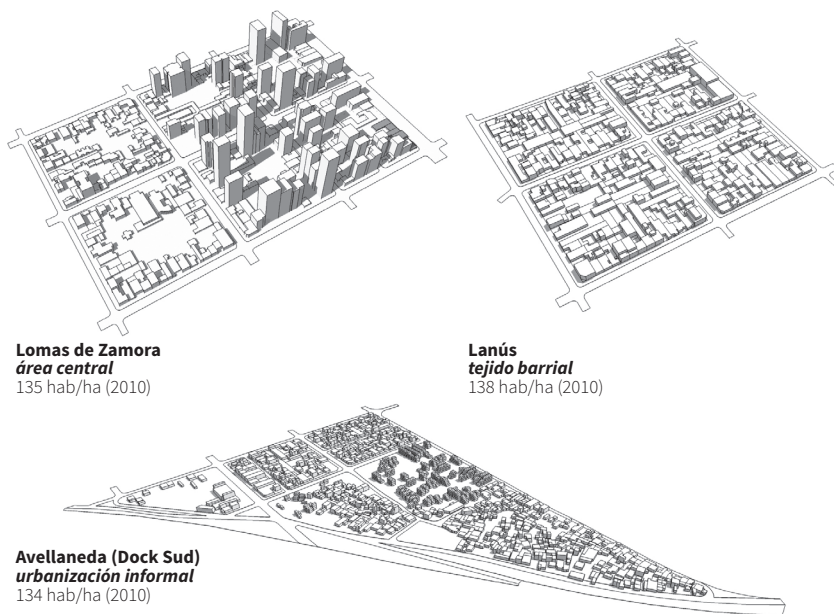 Lomas de Zamora
área central
135 hab/ha (2010)
Lanús
tejido barrial
138 hab/ha (2010)
Avellaneda (Dock Sud)
urbanización informal
134 hab/ha (2010)